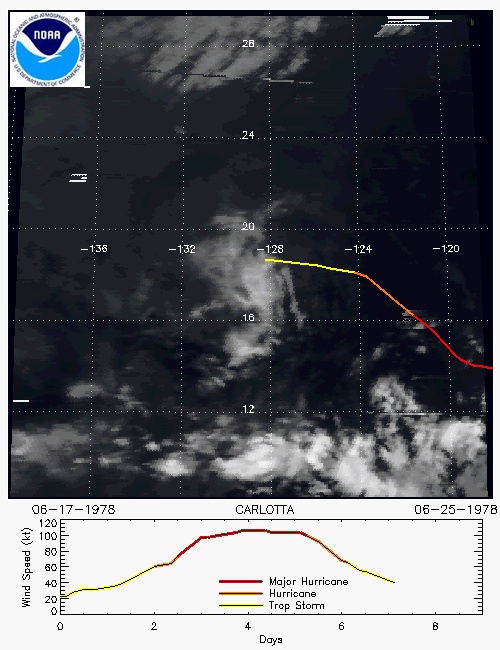 NATIONAL OCEANIC AND ATMOSPHERIC ADMINISTRATION
NOAA
U.S. DEPARTMENT OF COMMERCE
28
24
20
-136 -132 -128 -124 -120
16
12
06-17-1978 CARLOTTA 06-25-1978
Wind Speed (kt)
120
100
80
60
40
20
0
Major Hurricane
Hurricane
Trop Storm
0 2 4 6 8
Days